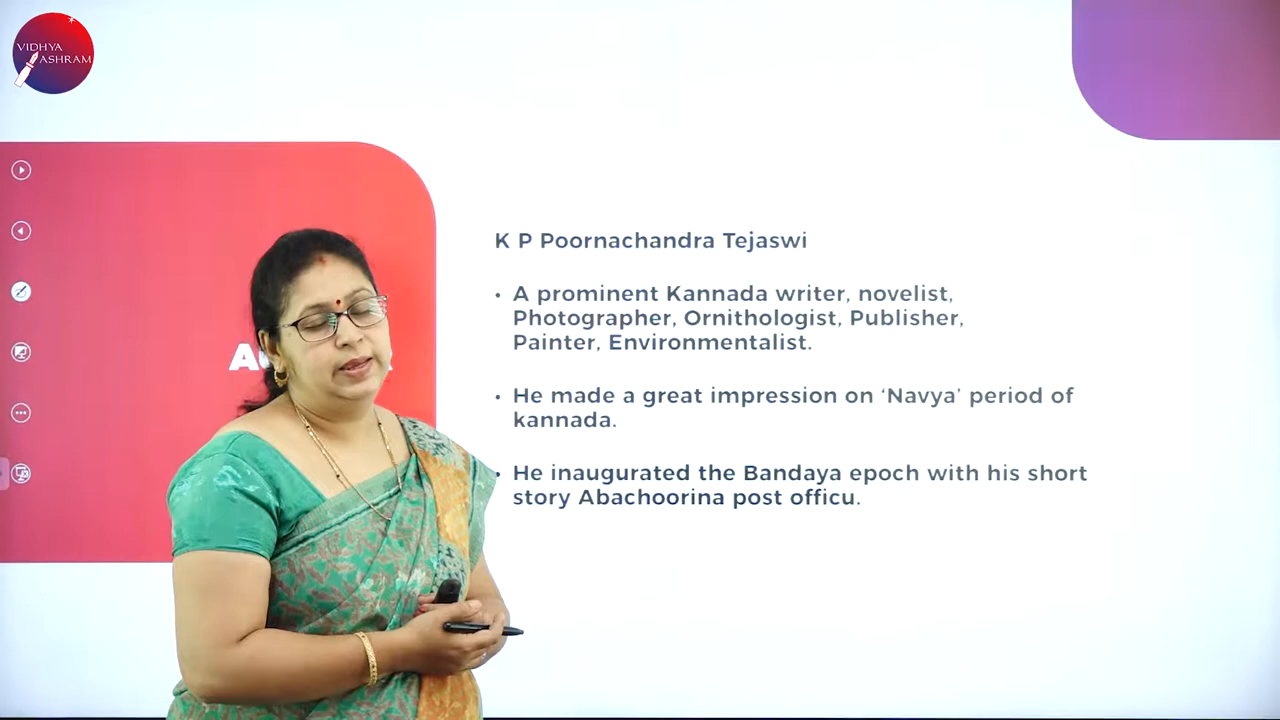 VIDHYA
ASHRAM
K P Poornachandra Tejaswi
• A prominent Kannada writer, novelist,
Photographer, Ornithologist, Publisher,
Painter, Environmentalist.
• He made a great impression on ‘Navya’ period of
kannada.
• He inaugurated the Bandaya epoch with his short
story Abachoorina post officu.